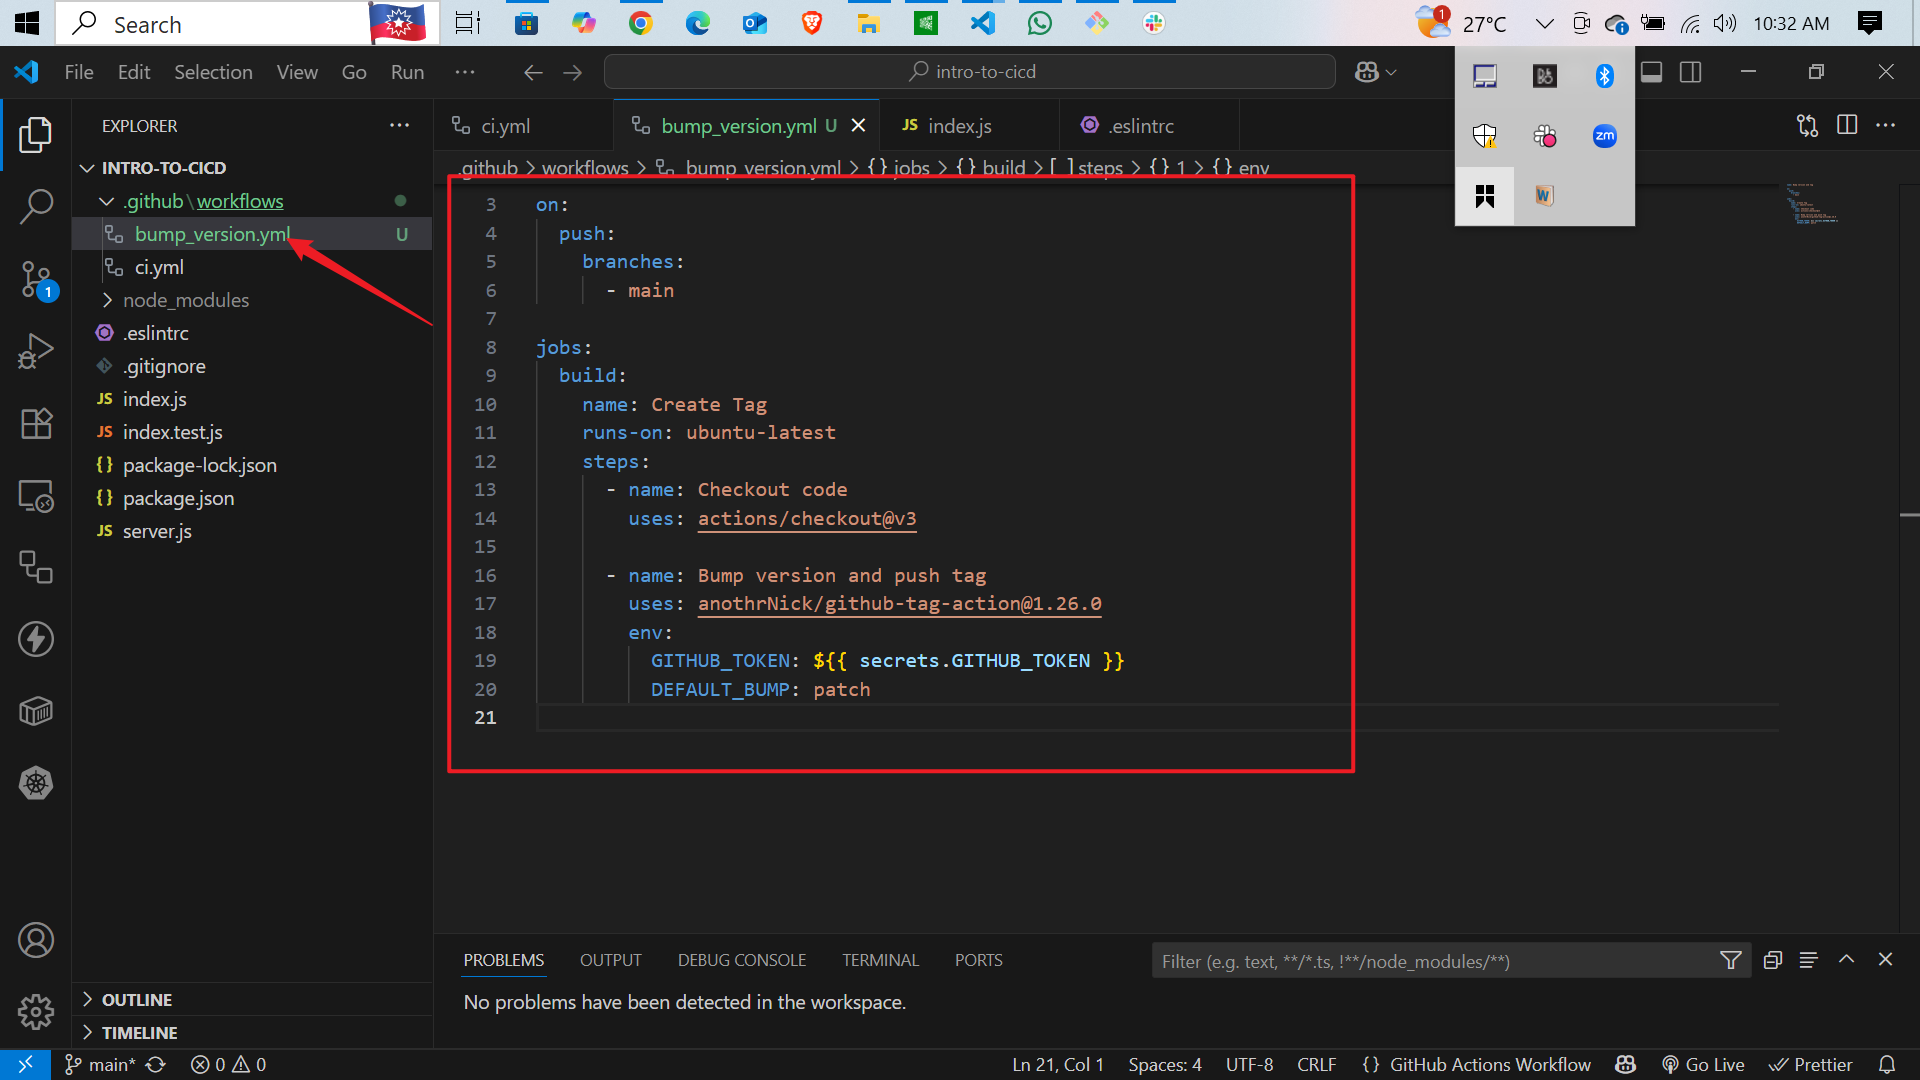 Search
1
27°C
10:32 AM
File Edit Selection View Go Run ···
intro-to-cicd
EXPLORER
INTRO-TO-CICD
.github\workflows
bump_version.yml U
ci.yml
node_modules
.eslintrc
.gitignore
JS index.js
JS index.test.js
{} package-lock.json
{} package.json
JS server.js
OUTLINE
TIMELINE
1
zm
W
ci.yml
bump_version.yml U
JS index.js
.eslintrc
.github > workflows > bump_version.yml > {} jobs > {} build > [ ] steps > {} 1 > {} env
3 on:
4 push:
5 branches:
6 - main
7
8 jobs:
9 build:
10 name: Create Tag
11 runs-on: ubuntu-latest
12 steps:
13 - name: Checkout code
14 uses: actions/checkout@v3
15
16 - name: Bump version and push tag
17 uses: anothrNick/github-tag-action@1.26.0
18 env:
19 GITHUB_TOKEN: ${{ secrets.GITHUB_TOKEN }}
20 DEFAULT_BUMP: patch
21
PROBLEMS OUTPUT DEBUG CONSOLE TERMINAL PORTS
Filter (e.g. text, **/*.ts, !**/node_modules/**)
No problems have been detected in the workspace.
main* 0 0
Ln 21, Col 1 Spaces: 4 UTF-8 CRLF {} GitHub Actions Workflow Go Live Prettier